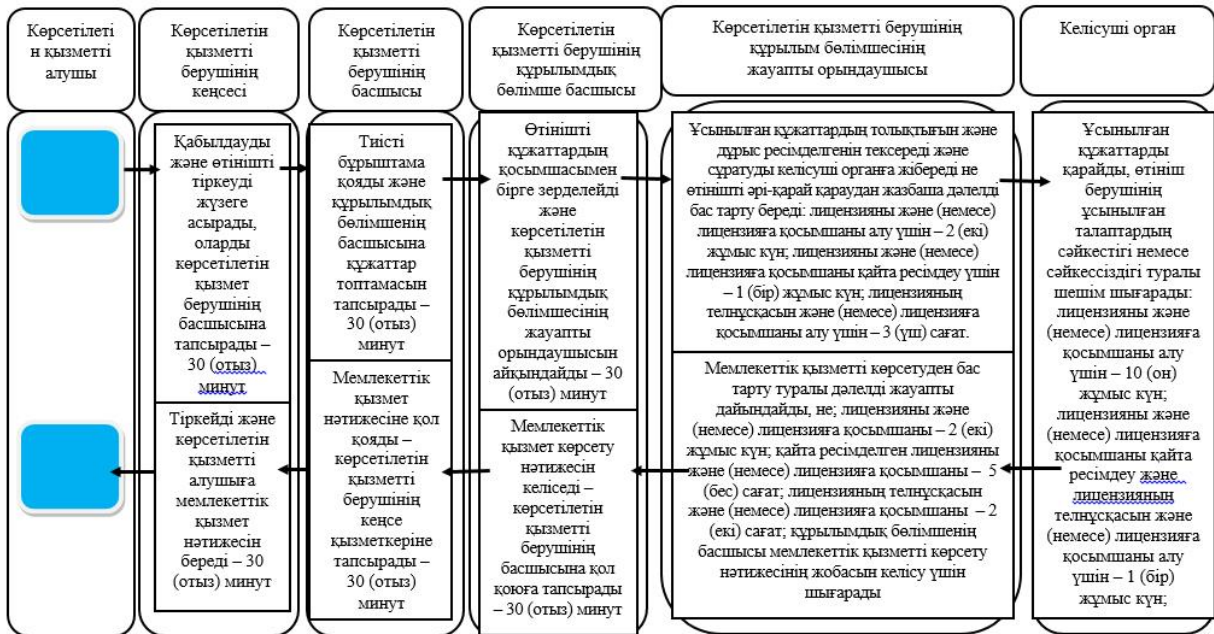 Көрсетілеті
н қызметті
алушы
Көрсетілетін
қызметті
берушінің
кеңсесі
Көрсетілетін
қызметті
берушінің
басшысы
Көрсетілетін
қызметті берушінің
құрылымдық
бөлімше басшысы
Көрсетілетін қызметті берушінің
құрылым бөлімшесінің
жауапты орындаушысы
Келісуші орган
Қабылдауды
және өтінішті
тіркеуді
жүзеге
асырады,
оларды
көрсетілетін
қызмет
берушінің
басшысына
тапсырады –
30 (отыз)
минут
Тиісті
бұрыштама
қояды және
құрылымдық
бөлімшенің
басшысына
құжаттар
топтамасын
тапсырады –
30 (отыз)
минут
Өтінішті
құжаттардың
қосымшасымен
бірге зерделейді
және
көрсетілетін
қызметті
берушінің
құрылымдық
бөлімшесінің
жауапты
орындаушысын
айқындайды – 30
(отыз) минут
Ұсынылған құжаттардың толықтығын және
дұрыс ресімделгенін тексереді және
сұратуды келісуші органға жібереді не
өтінішті әрі-қарай қараудан жазбаша дәлелді
бас тарту береді: лицензияны және (немесе)
лицензияға қосымшаны алу үшін – 2 (екі)
жұмыс күн; лицензияны және (немесе)
лицензияға қосымшаны қайта ресімдеу үшін
– 1 (бір) жұмыс күн; лицензияның
телнұсқасын және (немесе) лицензияға
қосымшаны алу үшін – 3 (үш) сағат.
Ұсынылған
құжаттарды
қарайды, өтініш
берушінің
ұсынылған
талаптардың
сәйкестігі немесе
сәйкессіздігі туралы
шешім шығарады:
лицензияны және
(немесе) лицензияға
қосымшаны алу
үшін – 10 (он)
жұмыс күн;
лицензияны және
(немесе) лицензияға
қосымшаны қайта
ресімдеу және
лицензияның
телнұсқасын және
(немесе) лицензияға
қосымшаны алу
үшін – 1 (бір)
жұмыс күн;
Тіркейді және
көрсетілетін
қызметті
алушыға
мемлекеттік
қызмет
нәтижесін
береді – 30
(отыз) минут
Мемлекеттік
қызмет
нәтижесіне қол
қояды –
көрсетілетін
қызметті
берушінің
кеңсе
қызметкеріне
тапсырады –
30 (отыз)
минут
Мемлекеттік
қызмет көрсету
нәтижесін
келіседі –
көрсетілетін
қызметті
берушінің
басшысына қол
қоюға тапсырады
– 30 (отыз) минут
Мемлекеттік қызметті көрсетуден бас
тарту туралы дәлелді жауапты
дайындайды, не; лицензияны және
(немесе) лицензияға қосымшаны – 2 (екі)
жұмыс күн; қайта ресімделген лицензияны
және (немесе) лицензияға қосымшаны – 5
(бес) сағат; лицензияның телнұсқасын
және (немесе) лицензияға қосымшаны – 2
(екі) сағат; құрылымдық бөлімшенің
басшысы мемлекеттік қызметті көрсету
нәтижесінің жобасын келісу үшін
шығарады